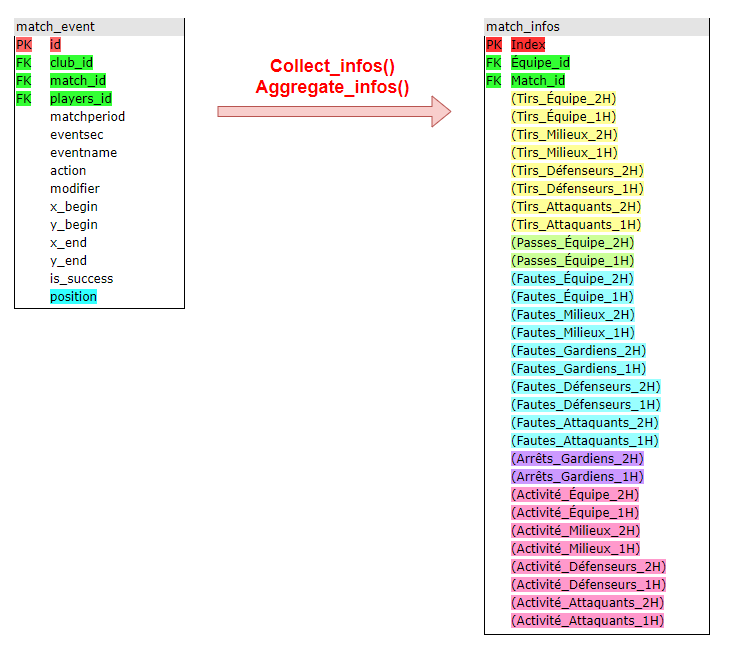 match_event
PK id
FK club_id
FK match_id
FK players_id
matchperiod
eventsec
eventname
action
modifier
x_begin
y_begin
x_end
y_end
is_success
position
Collect_infos()
Aggregate_infos()
match_infos
PK Index
FK Équipe_id
FK Match_id
(Tirs_Équipe_2H)
(Tirs_Équipe_1H)
(Tirs_Milieux_2H)
(Tirs_Milieux_1H)
(Tirs_Défenseurs_2H)
(Tirs_Défenseurs_1H)
(Tirs_Attaquants_2H)
(Tirs_Attaquants_1H)
(Passes_Équipe_2H)
(Passes_Équipe_1H)
(Fautes_Équipe_2H)
(Fautes_Équipe_1H)
(Fautes_Milieux_2H)
(Fautes_Milieux_1H)
(Fautes_Gardiens_2H)
(Fautes_Gardiens_1H)
(Fautes_Défenseurs_2H)
(Fautes_Défenseurs_1H)
(Fautes_Attaquants_2H)
(Fautes_Attaquants_1H)
(Arrêts_Gardiens_2H)
(Arrêts_Gardiens_1H)
(Activité_Équipe_2H)
(Activité_Équipe_1H)
(Activité_Milieux_2H)
(Activité_Milieux_1H)
(Activité_Défenseurs_2H)
(Activité_Défenseurs_1H)
(Activité_Attaquants_2H)
(Activité_Attaquants_1H)